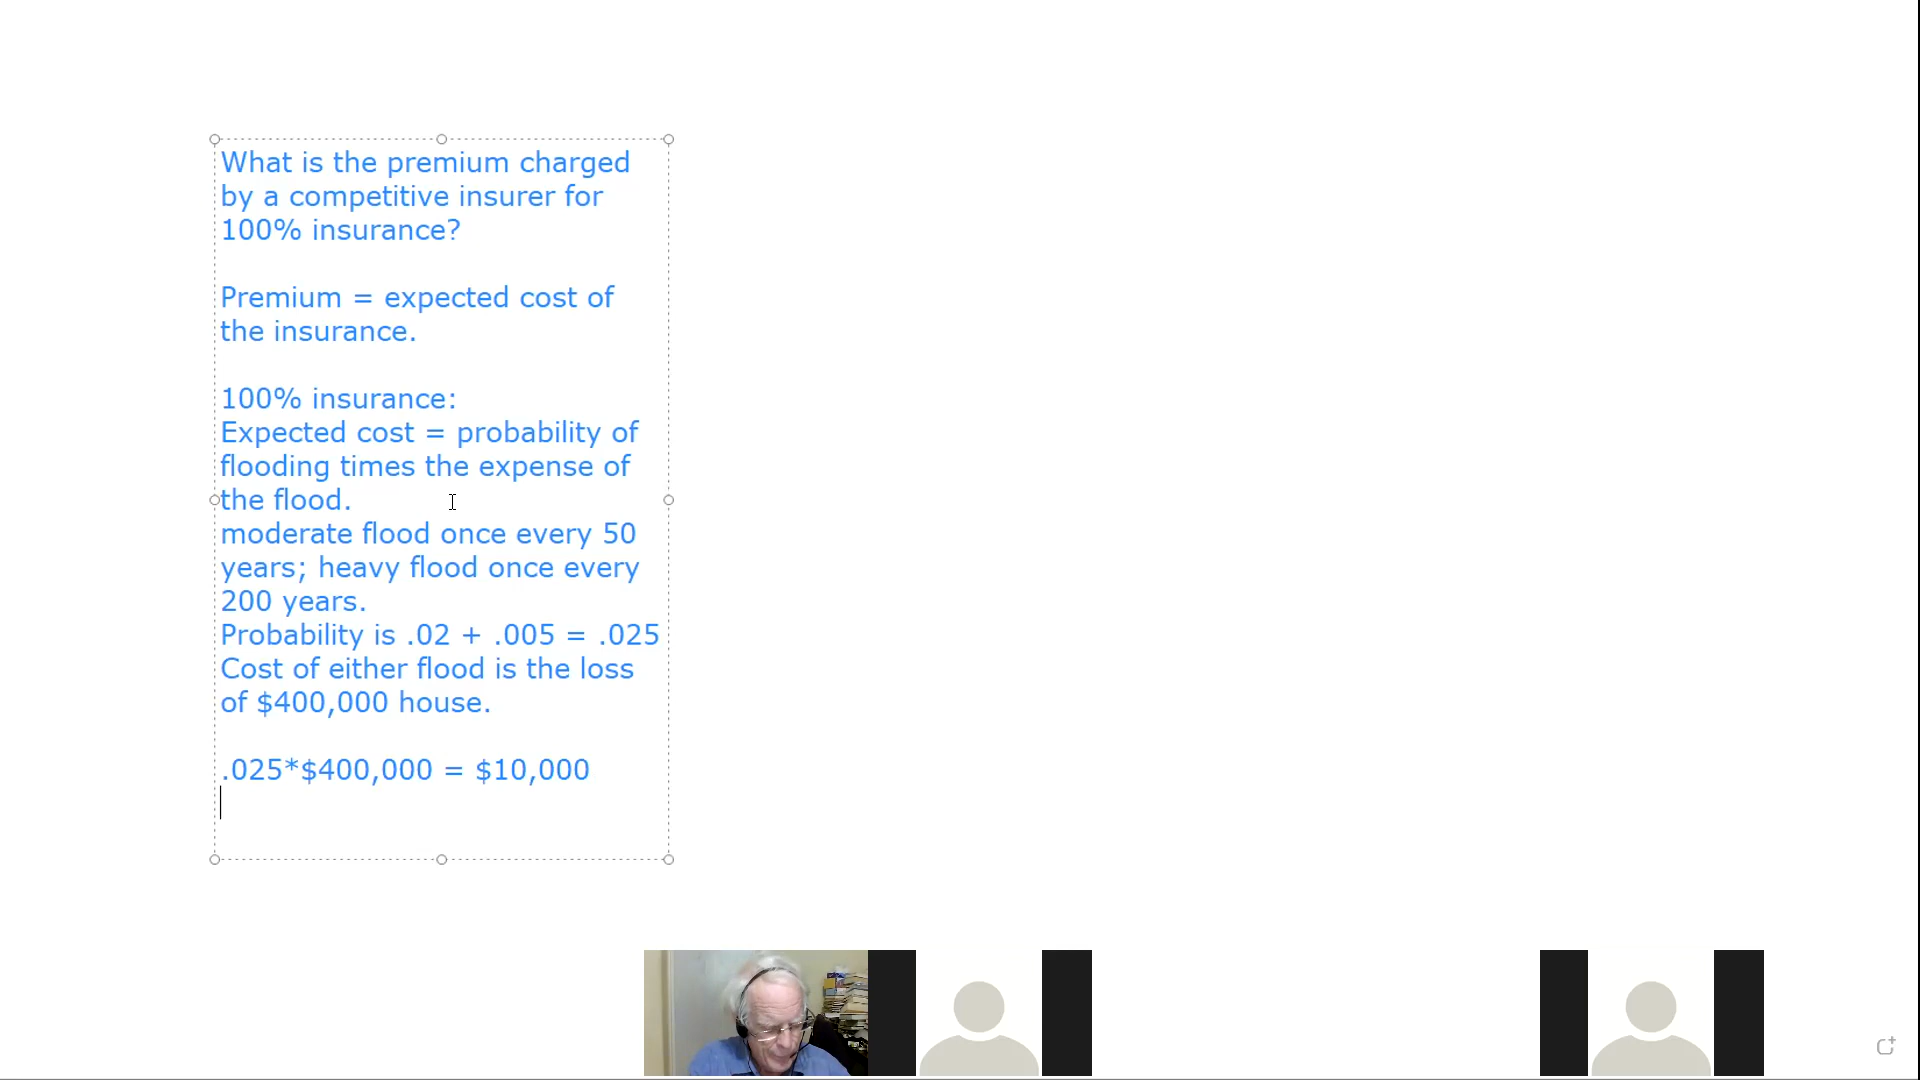 What is the premium charged
by a competitive insurer for
100% insurance?
Premium = expected cost of
the insurance.
100% insurance:
Expected cost = probability of
flooding times the expense of
the flood.
moderate flood once every 50
years; heavy flood once every
200 years.
Probability is .02 + .005 = .025
Cost of either flood is the loss
of $400,000 house.
.025*$400,000 = $10,000